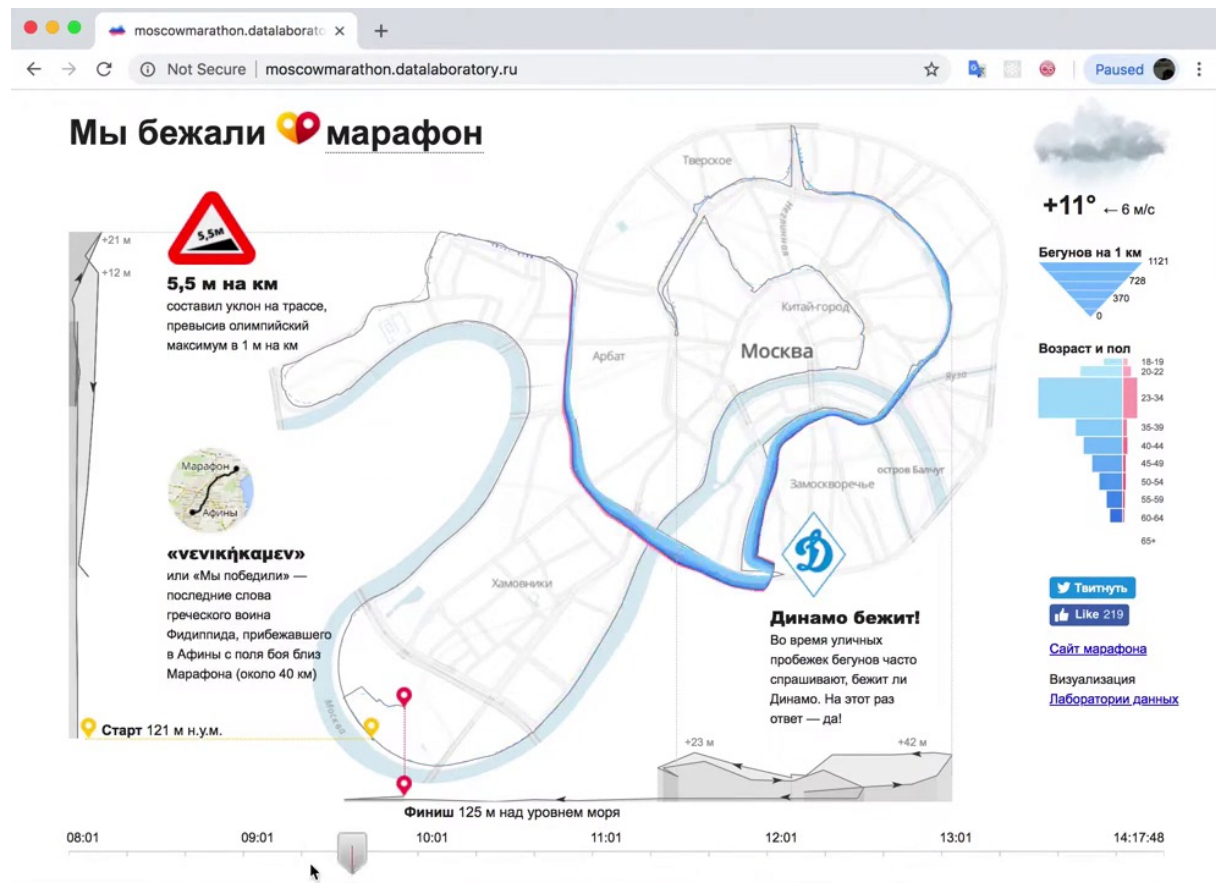 moscowmarathon.datalaborato
Not Secure | moscowmarathon.datalaboratory.ru
Paused
Мы бежали марафон
+21 м
+12 м
5,5м
5,5 м на км
составил уклон на трассе,
превысив олимпийский
максимум в 1 м на км
Марафон
Афины
«νενικήκαμεν»
или «Мы победили» —
последние слова
греческого воина
Фидиппида, прибежавшего
в Афины с поля боя близ
Марафона (около 40 км)
Старт 121 м н.у.м.
Тверское
Неглинная
Китай-город
Арбат
Москва
Яуза
остров Балчуг
Замоскворечье
Хамовники
Москва
Д
Динамо бежит!
Во время уличных
пробежек бегунов часто
спрашивают, бежит ли
Динамо. На этот раз
ответ — да!
+23 м
+42 м
Финиш 125 м над уровнем моря
+11° ← 6 м/с
Бегунов на 1 км
1121
728
370
0
Возраст и пол
18-19
20-22
23-34
35-39
40-44
45-49
50-54
55-59
60-64
65+
Твитнуть
Like 219
Сайт марафона
Визуализация
Лаборатории данных
08:01
09:01
10:01
11:01
12:01
13:01
14:17:48